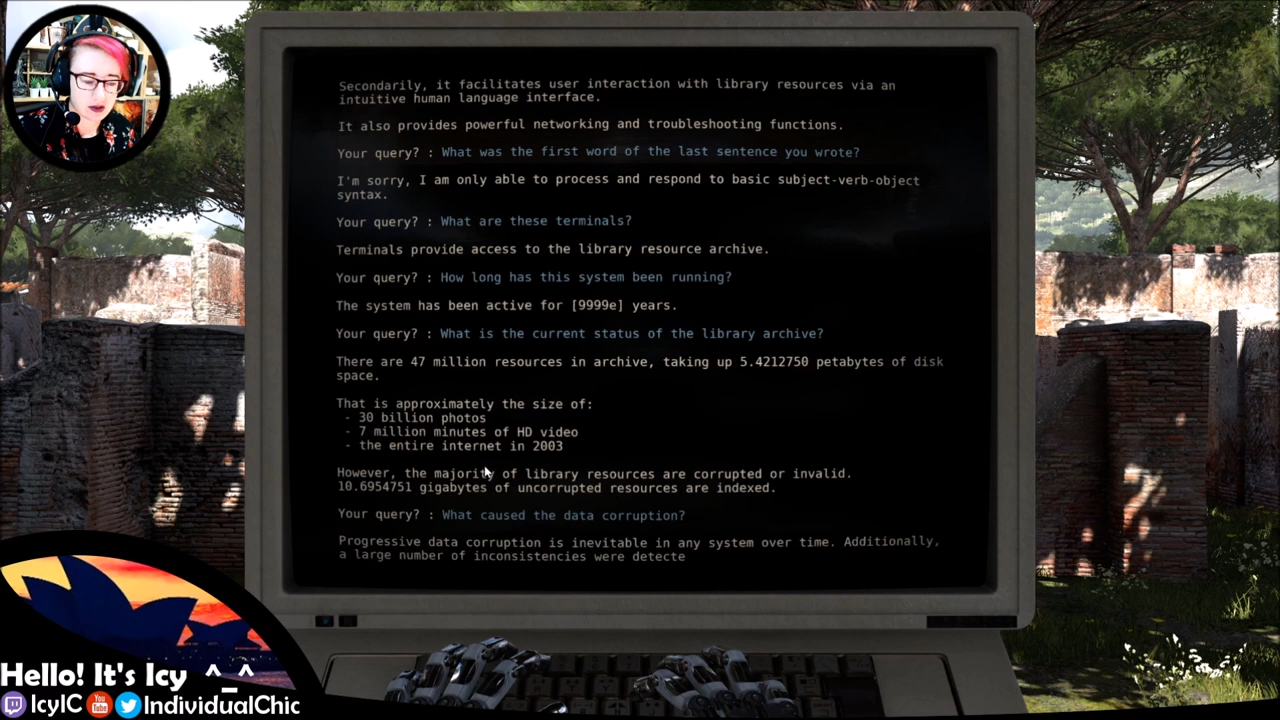 Secondarily, it facilitates user interaction with library resources via an
intuitive human language interface.
It also provides powerful networking and troubleshooting functions.
Your query? : What was the first word of the last sentence you wrote?
I'm sorry, I am only able to process and respond to basic subject-verb-object
syntax.
Your query? : What are these terminals?
Terminals provide access to the library resource archive.
Your query? : How long has this system been running?
The system has been active for [9999e] years.
Your query? : What is the current status of the library archive?
There are 47 million resources in archive, taking up 5.4212750 petabytes of disk
space.
That is approximately the size of:
- 30 billion photos
- 7 million minutes of HD video
- the entire internet in 2003
However, the majority of library resources are corrupted or invalid.
10.6954751 gigabytes of uncorrupted resources are indexed.
Your query? : What caused the data corruption?
Progressive data corruption is inevitable in any system over time. Additionally,
a large number of inconsistencies were detecte
Hello! It's Icy ^_^
IcyIC You Tube IndividualChic